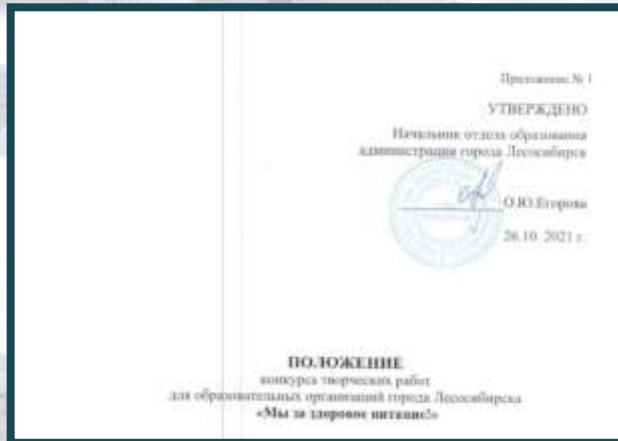 Приложение № 1
УТВЕРЖДЕНО
Начальник отдела образования
администрации города Лесосибирск
О.Ю.Егорова
26.10. 2021 г.
ПОЛОЖЕНИЕ
конкурса творческих работ
для образовательных организаций города Лесосибирска
«Мы за здоровое питание!»